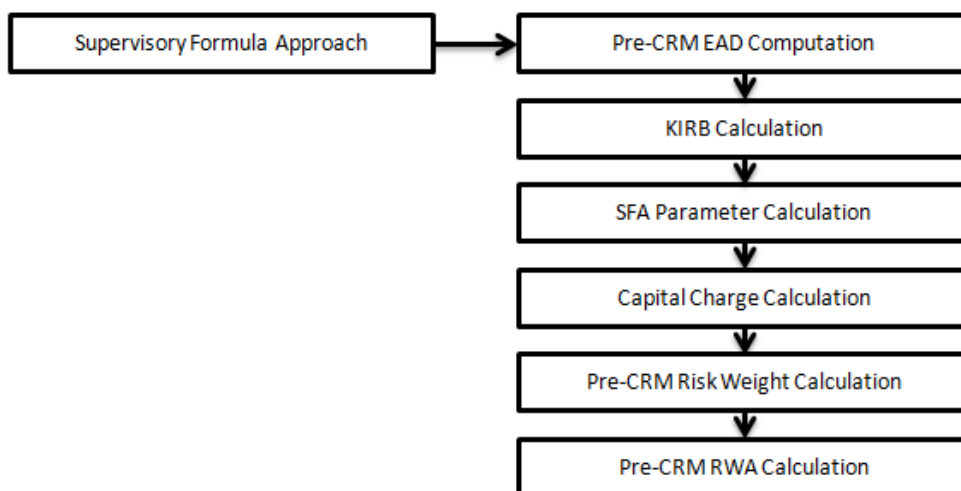 Supervisory Formula Approach
Pre-CRM EAD Computation
KIRB Calculation
SFA Parameter Calculation
Capital Charge Calculation
Pre-CRM Risk Weight Calculation
Pre-CRM RWA Calculation